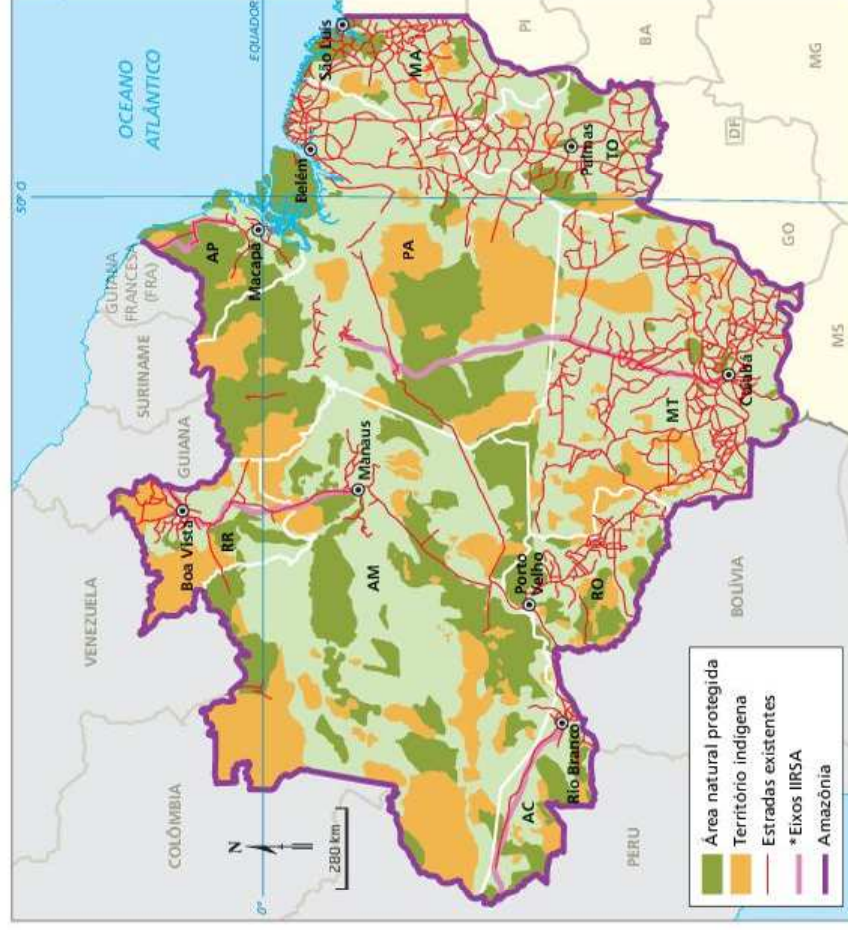 50° O
EQUADOR
OCEANO
ATLÂNTICO
GUIANA
FRANCESA
(FRA)
SURINAME
GUIANA
VENEZUELA
COLÔMBIA
0°
N
280 km
PERU
BOLÍVIA
MS
GO
DF
MG
BA
PI
AP
Macapá
Belém
São Luís
MA
PA
TO
Palmas
MT
Cuiabá
RO
Porto
Velho
AM
Manaus
RR
Boa Vista
AC
Rio Branco
Área natural protegida
Território indígena
Estradas existentes
*Eixos IIRSA
Amazônia